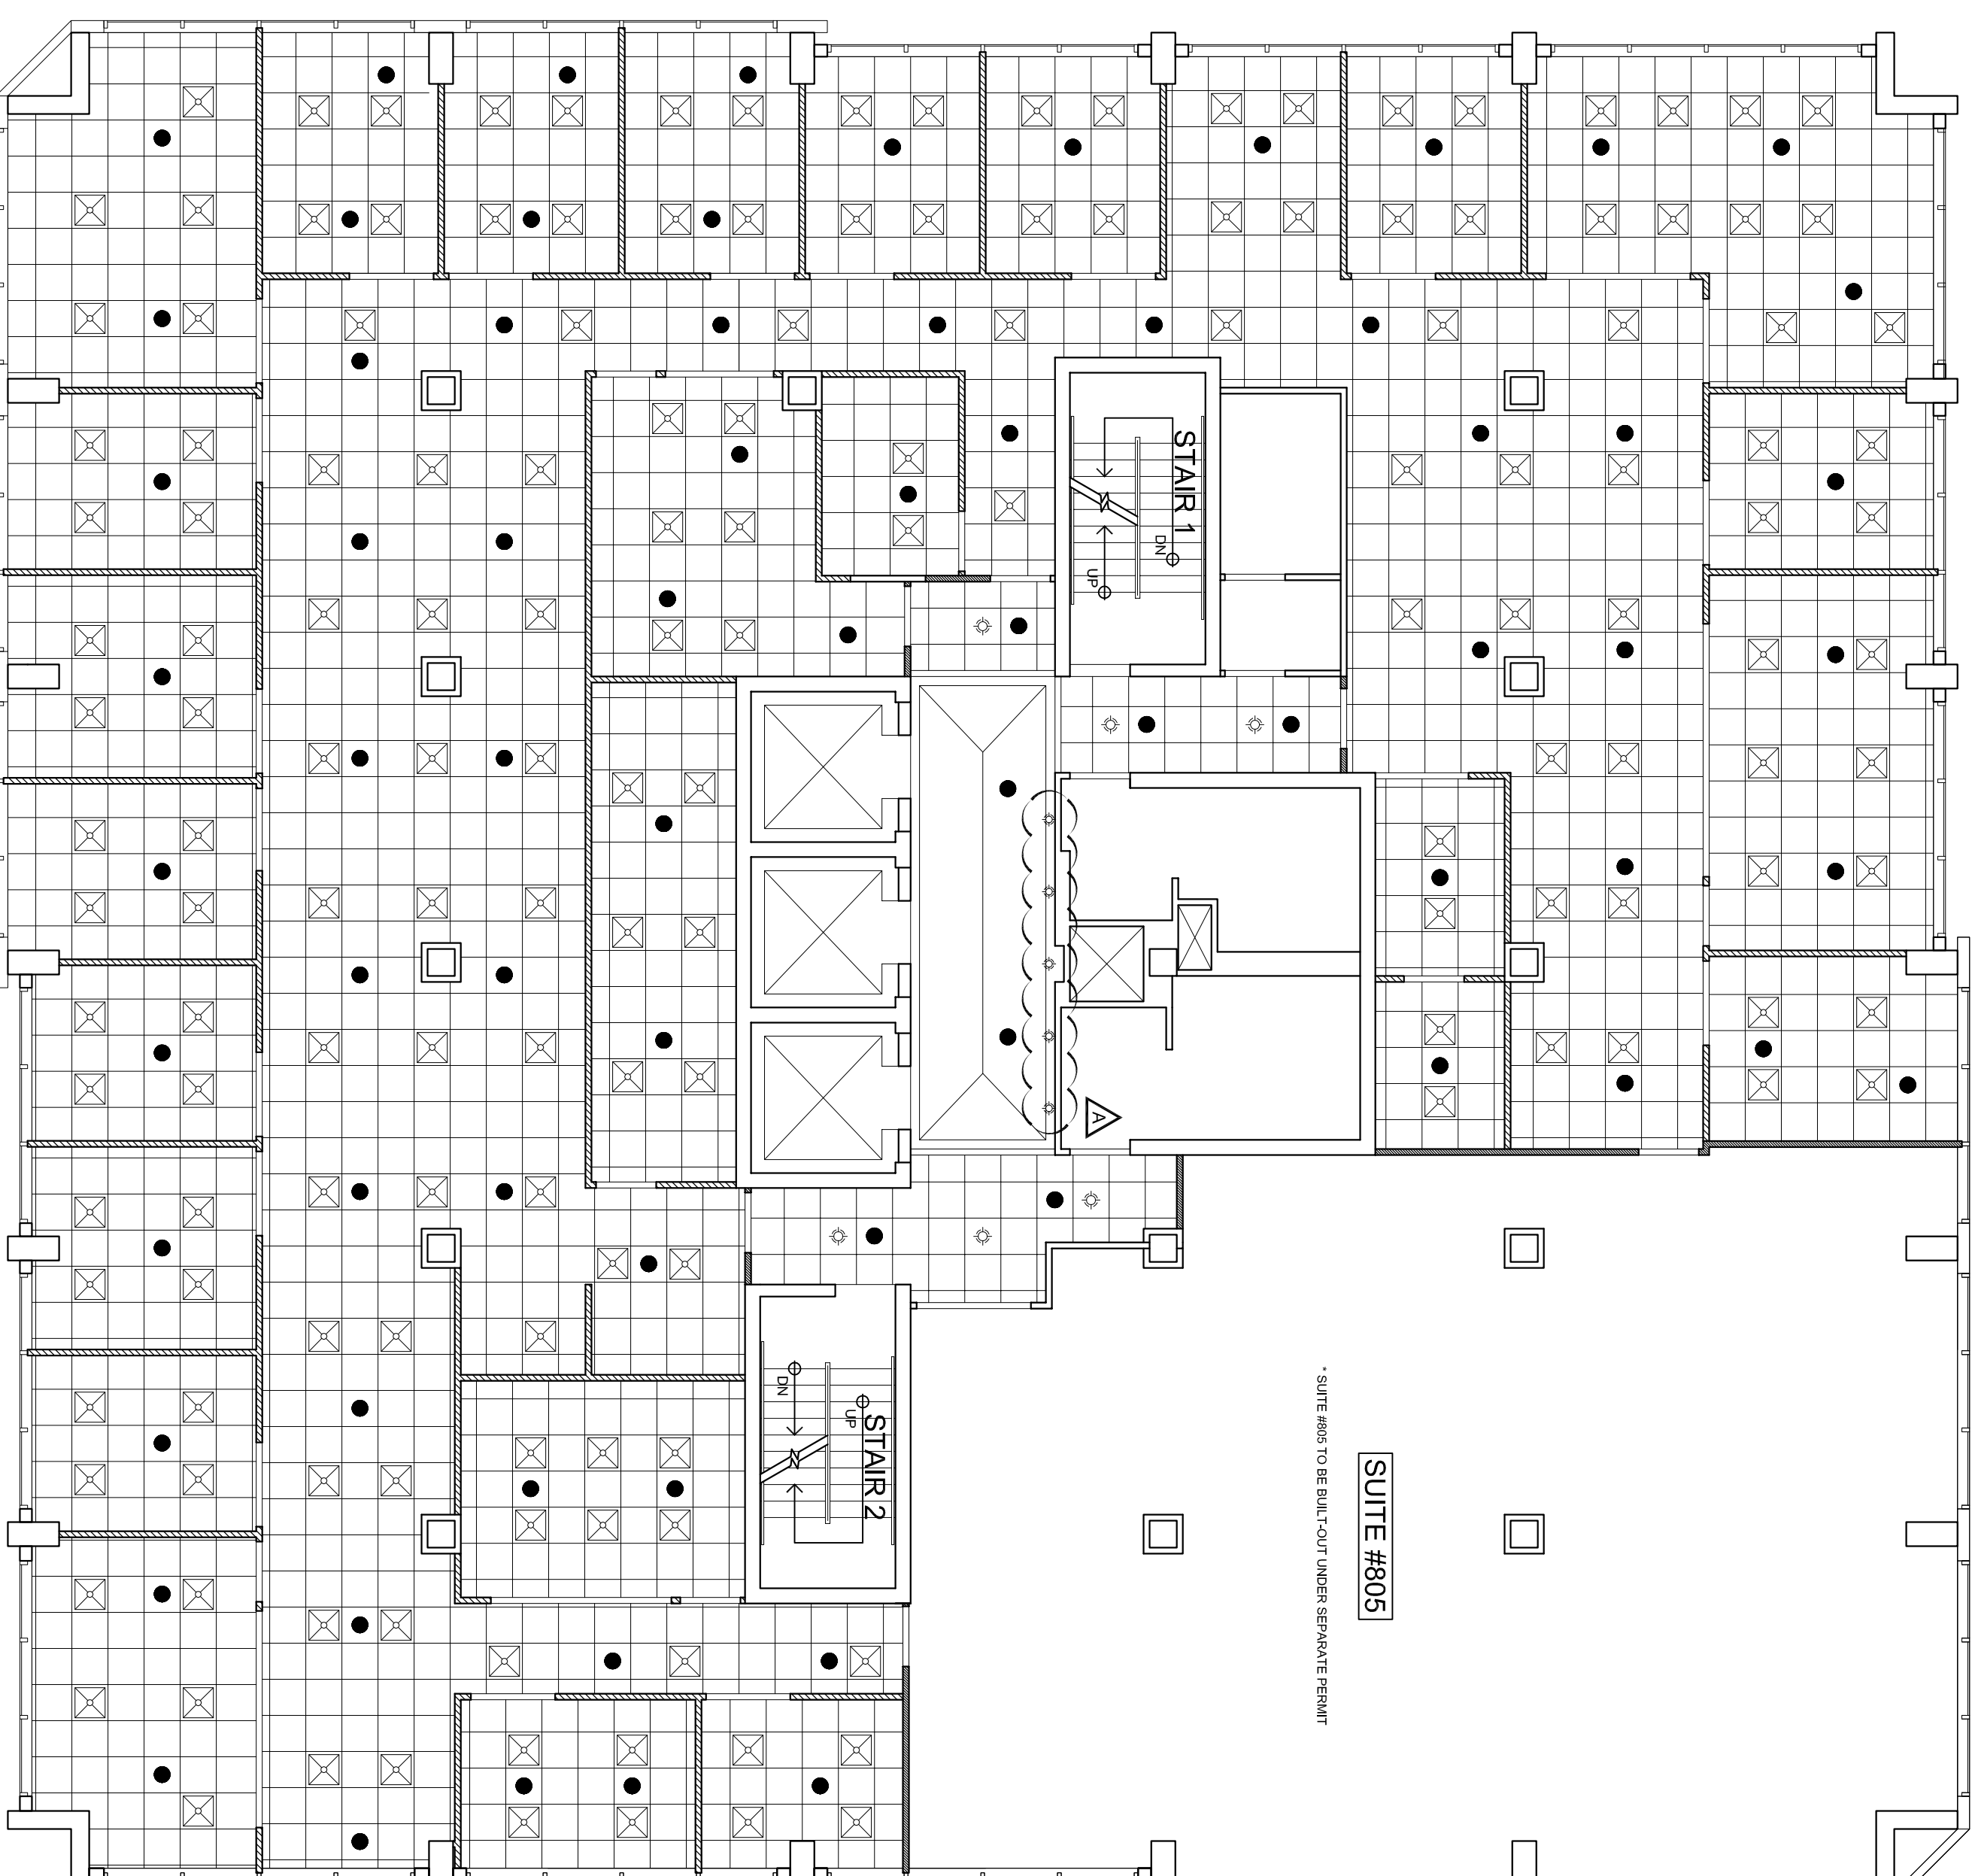 STAIR 1
DN
UP
A
DN
UP
STAIR 2
SUITE #805
* SUITE #805 TO BE BUILT-OUT UNDER SEPARATE PERMIT